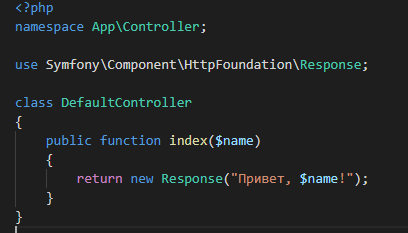 <?php
namespace App\Controller;
use Symfony\Component\HttpFoundation\Response;
class DefaultController
{
public function index($name)
{
return new Response("Привет, $name!");
}
}